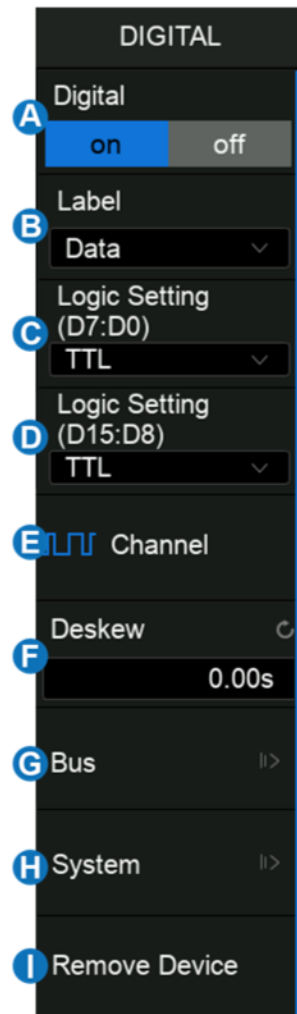 DIGITAL
Digital
A
on off
Label
B
Data
Logic Setting
C
(D7:D0)
TTL
Logic Setting
D
(D15:D8)
TTL
E
Channel
Deskew
F
0.00s
G
Bus
H
System
I
Remove Device